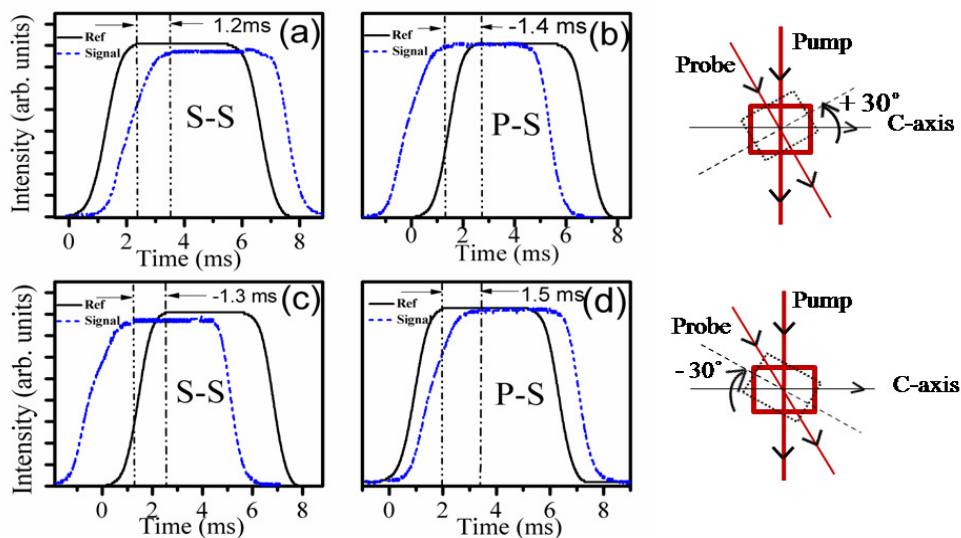 Intensity (arb. units)
Ref
Signal
1.2ms
(a)
S-S
0 2 4 6 8
Time (ms)
Ref
Signal
-1.4 ms
(b)
P-S
0 2 4 6 8
Time (ms)
Pump
Probe
+ 30°
C-axis
Intensity (arb. units)
Ref
Signal
-1.3 ms
(c)
S-S
0 2 4 6 8
Time (ms)
Ref
Signal
1.5 ms
(d)
P-S
0 2 4 6 8
Time (ms)
Pump
Probe
- 30°
C-axis